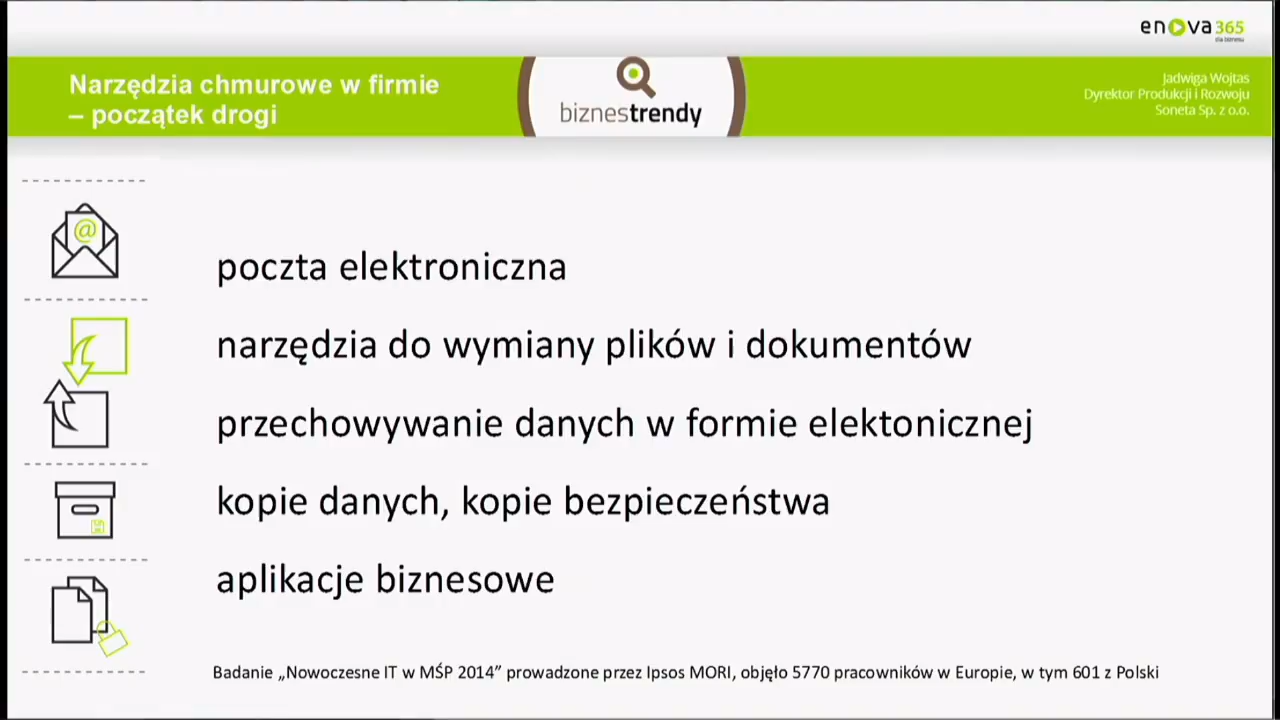 enova365
dla biznesu
Narzędzia chmurowe w firmie
– początek drogi
biznestrendy
Jadwiga Wojtas
Dyrektor Produkcji i Rozwoju
Soneta Sp. z o.o.
@
poczta elektroniczna
narzędzia do wymiany plików i dokumentów
przechowywanie danych w formie elektonicznej
kopie danych, kopie bezpieczeństwa
aplikacje biznesowe
Badanie „Nowoczesne IT w MŚP 2014” prowadzone przez Ipsos MORI, objęło 5770 pracowników w Europie, w tym 601 z Polski